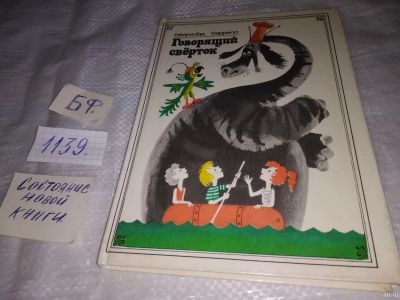 Джеральд Даррелл
Говорящий
свёрток
БФ.
1139.
Состояние
новой
книги